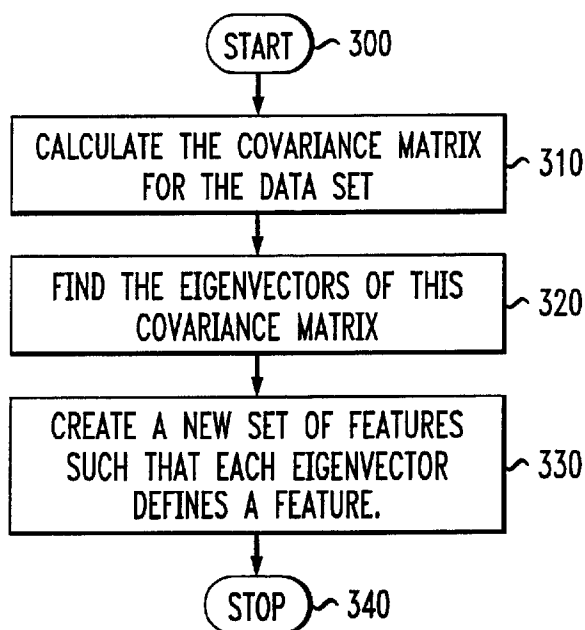 START
300
CALCULATE THE COVARIANCE MATRIX
FOR THE DATA SET
310
FIND THE EIGENVECTORS OF THIS
COVARIANCE MATRIX
320
CREATE A NEW SET OF FEATURES
SUCH THAT EACH EIGENVECTOR
DEFINES A FEATURE.
330
STOP
340